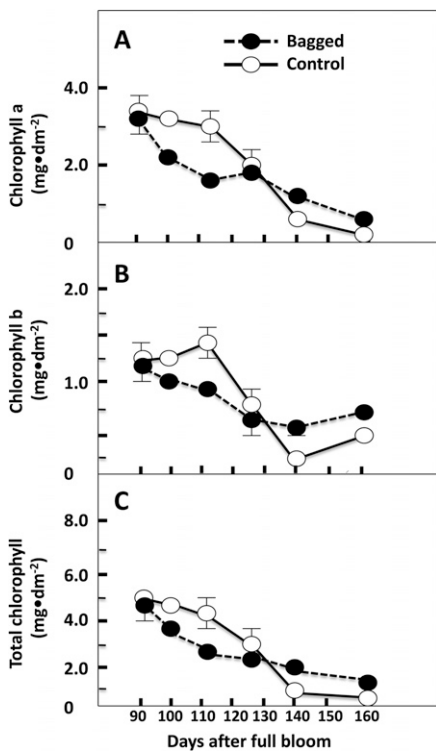 A
Bagged
Control
4.0
2.0
0
Chlorophyll a
(mg•dm⁻²)
B
2.0
1.0
0
Chlorophyll b
(mg•dm⁻²)
C
8.0
6.0
4.0
2.0
0
Total chlorophyll
(mg•dm⁻²)
90 100 110 120 130 140 150 160
Days after full bloom